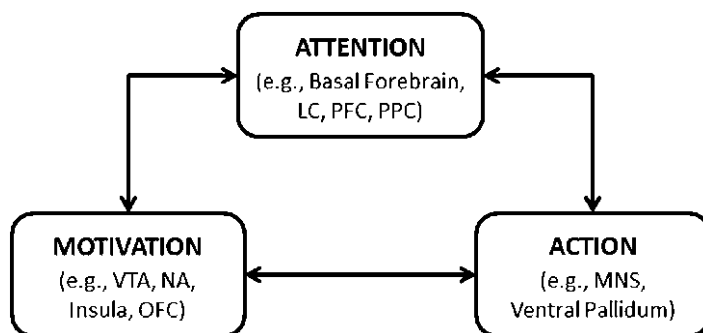 ATTENTION
(e.g., Basal Forebrain,
LC, PFC, PPC)
MOTIVATION
(e.g., VTA, NA,
Insula, OFC)
ACTION
(e.g., MNS,
Ventral Pallidum)